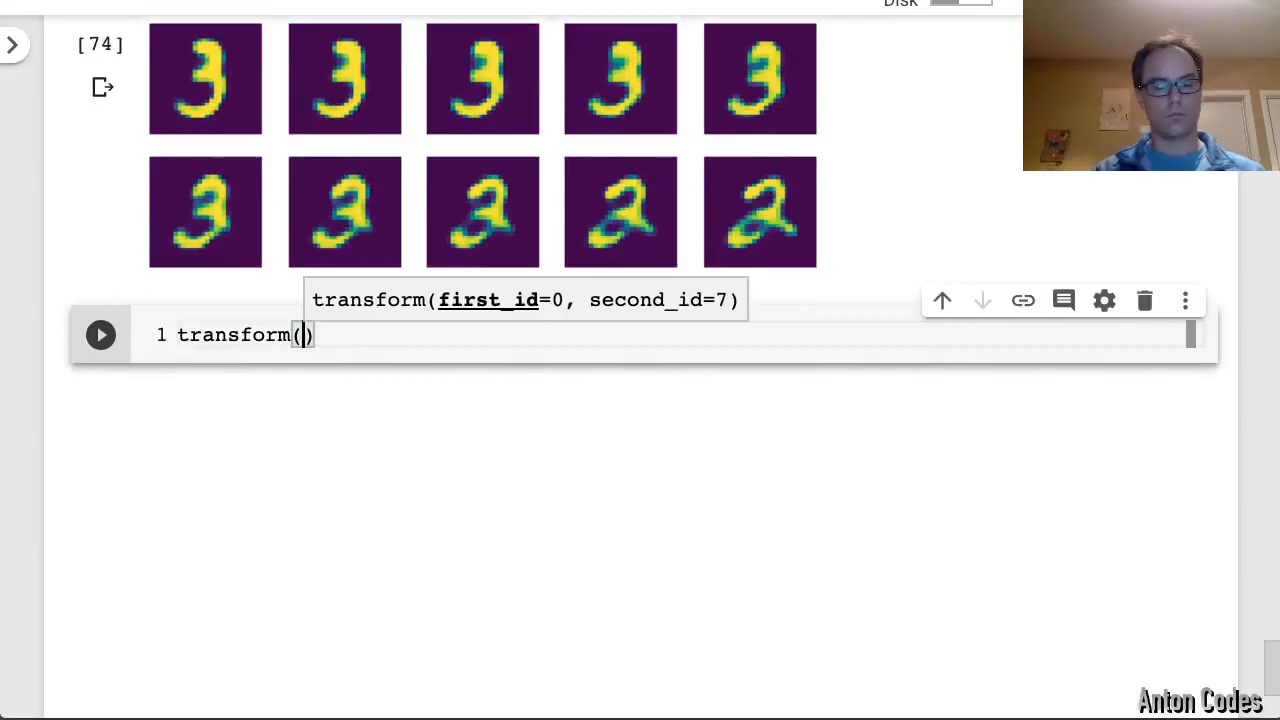 Disk
[74]
transform(first_id=0, second_id=7)
1 transform()
Anton Codes